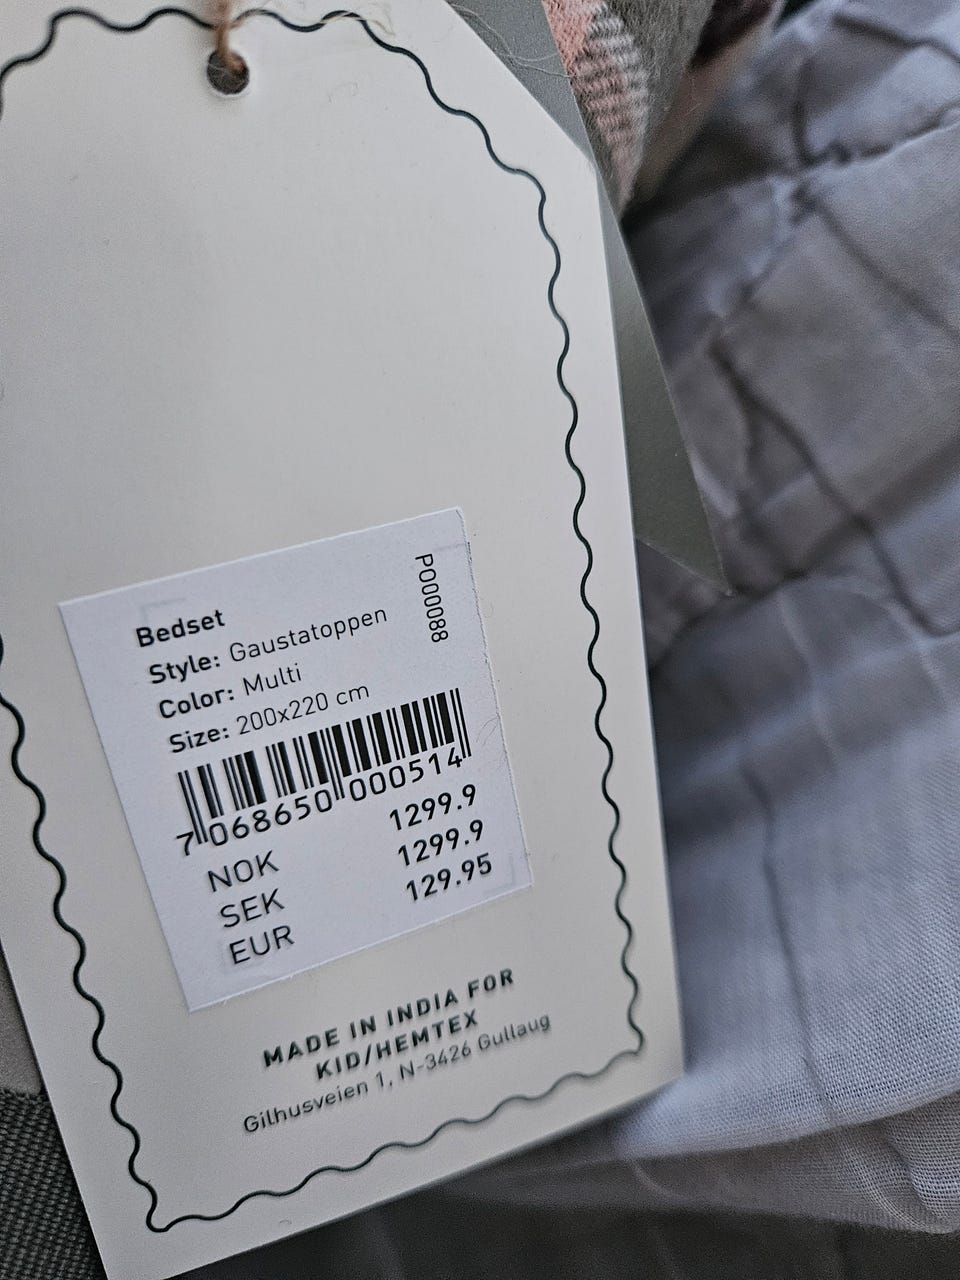 PO00088
Bedset
Style: Gaustatoppen
Color: Multi
Size: 200x220 cm
7 068650 000514
NOK 1299.9
SEK 1299.9
EUR 129.95
MADE IN INDIA FOR
KID/HEMTEX
Gilhusveien 1, N-3426 Gullaug